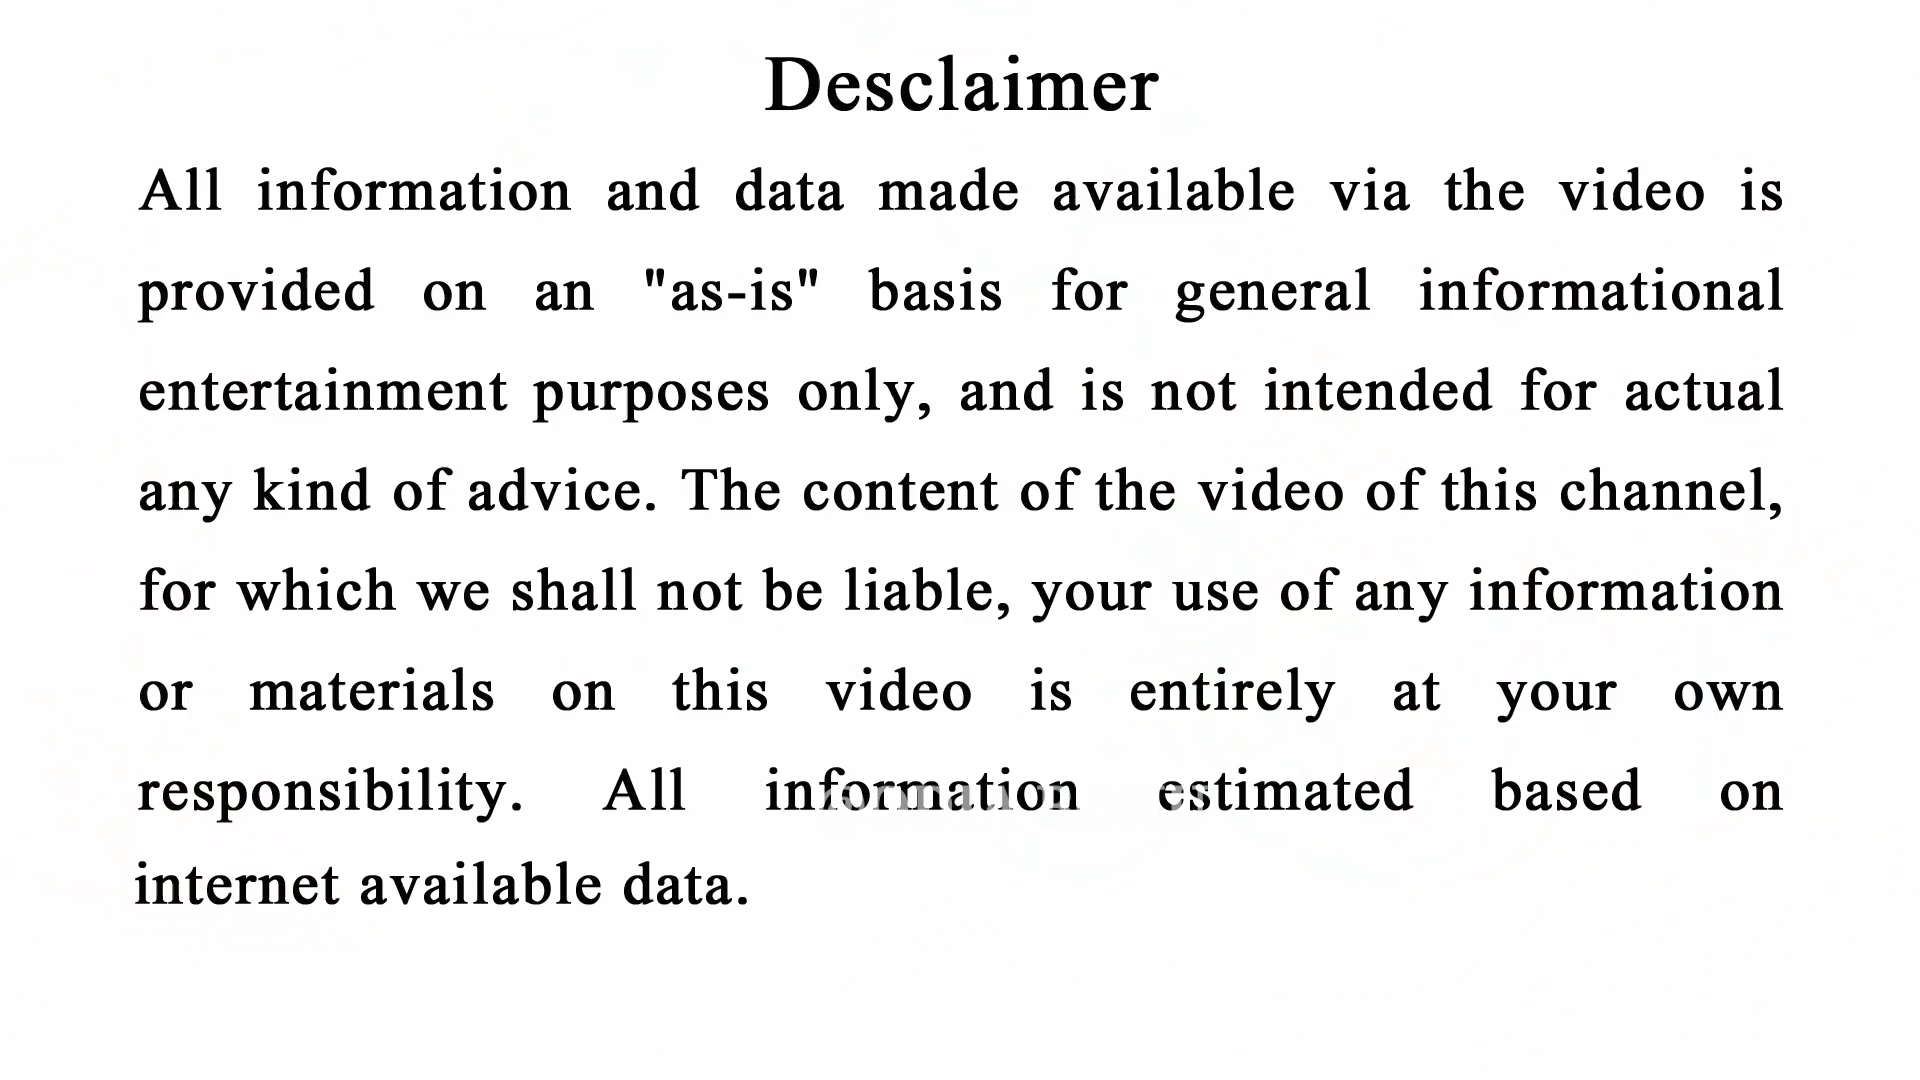 Desclaimer
All information and data made available via the video is
provided on an "as-is" basis for general informational
entertainment purposes only, and is not intended for actual
any kind of advice. The content of the video of this channel,
for which we shall not be liable, your use of any information
or materials on this video is entirely at your own
responsibility. All information estimated based on
internet available data.